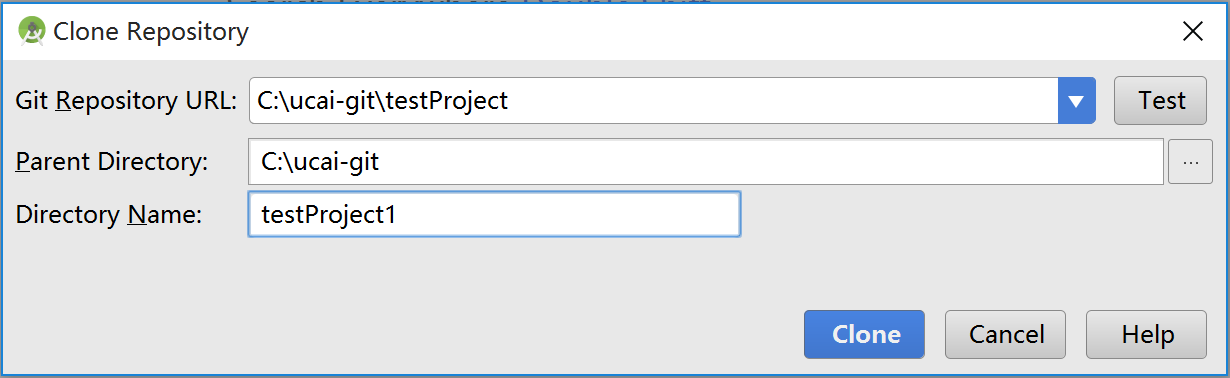 Clone Repository
Git Repository URL: C:\ucai-git\testProject Test
Parent Directory: C:\ucai-git ...
Directory Name: testProject1
Clone Cancel Help